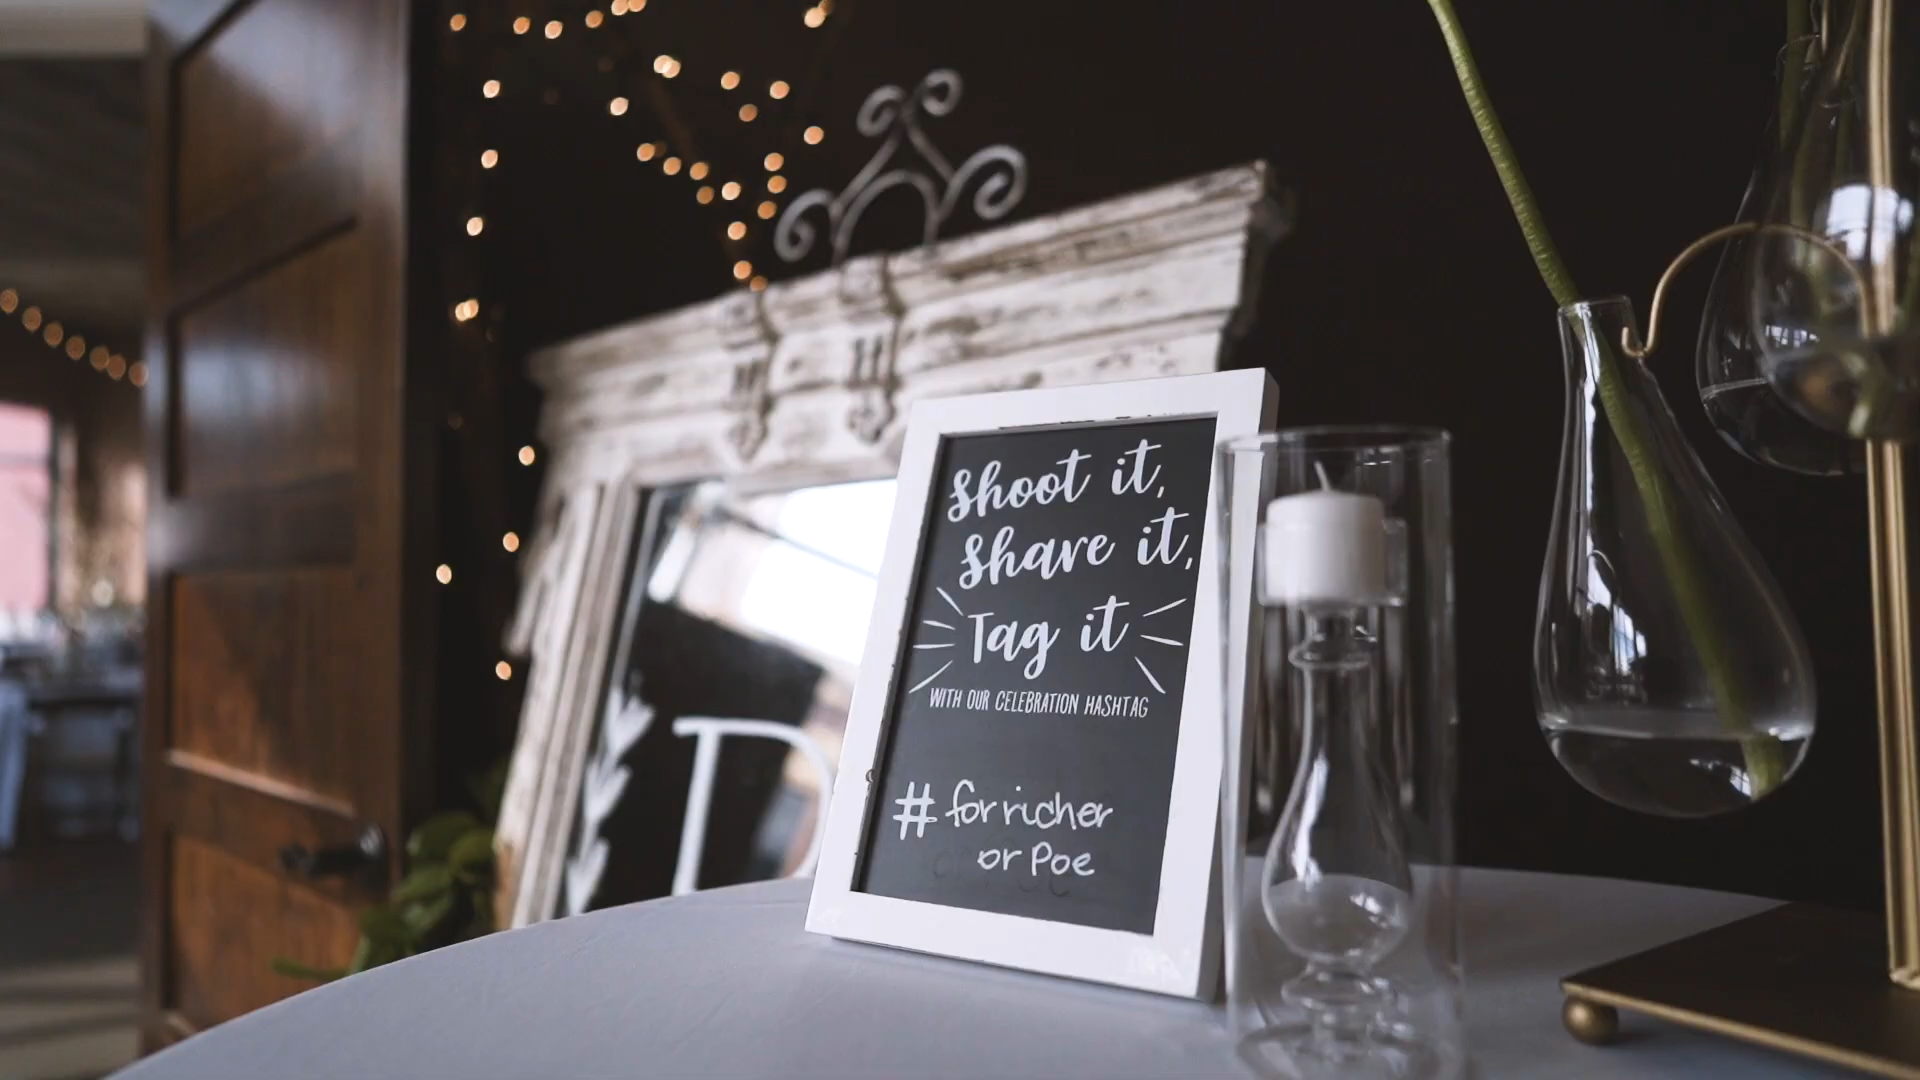 Shoot it,
Share it,
Tag it
WITH OUR CELEBRATION HASHTAG
# forricher
or Poe